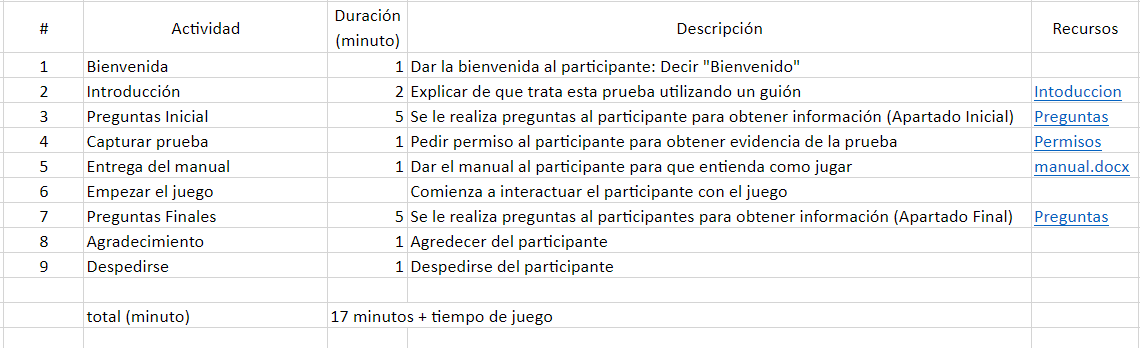 # Actividad Duración (minuto) Descripción Recursos
1 Bienvenida 1 Dar la bienvenida al participante: Decir "Bienvenido"
2 Introducción 2 Explicar de que trata esta prueba utilizando un guión Intoduccion
3 Preguntas Inicial 5 Se le realiza preguntas al participante para obtener información (Apartado Inicial) Preguntas
4 Capturar prueba 1 Pedir permiso al participante para obtener evidencia de la prueba Permisos
5 Entrega del manual 1 Dar el manual al participante para que entienda como jugar manual.docx
6 Empezar el juego Comienza a interactuar el participante con el juego
7 Preguntas Finales 5 Se le realiza preguntas al participantes para obtener información (Apartado Final) Preguntas
8 Agradecimiento 1 Agredecer del participante
9 Despedirse 1 Despedirse del participante
total (minuto) 17 minutos + tiempo de juego